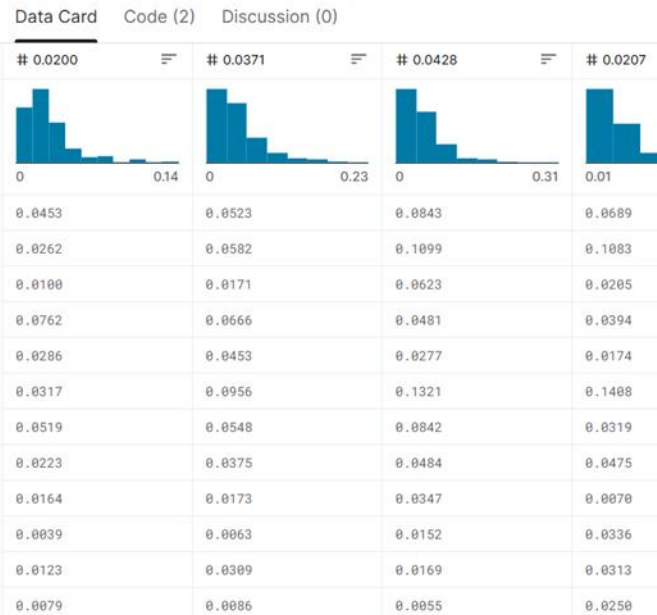 Data Card Code (2) Discussion (0)
# 0.0200 # 0.0371 # 0.0428 # 0.0207
0 0.14 0 0.23 0 0.31 0.01
0.0453 0.0523 0.0843 0.0689
0.0262 0.0582 0.1099 0.1083
0.0100 0.0171 0.0623 0.0205
0.0762 0.0666 0.0481 0.0394
0.0286 0.0453 0.0277 0.0174
0.0317 0.0956 0.1321 0.1408
0.0519 0.0548 0.0842 0.0319
0.0223 0.0375 0.0484 0.0475
0.0164 0.0173 0.0347 0.0070
0.0039 0.0063 0.0152 0.0336
0.0123 0.0309 0.0169 0.0313
0.0079 0.0086 0.0055 0.0250